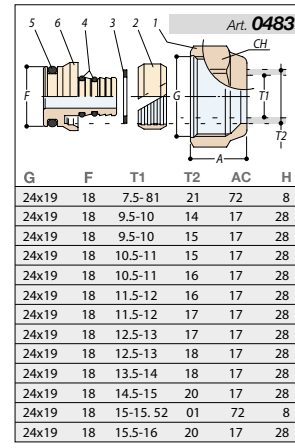 Art. 0483
5 6 4 3 2 1 CH
F G T1 T2
A
G F T1 T2 AC H
24x19 18 7.5-81 21 72 8
24x19 18 9.5-10 14 17 28
24x19 18 9.5-10 15 17 28
24x19 18 10.5-11 15 17 28
24x19 18 10.5-11 16 17 28
24x19 18 11.5-12 16 17 28
24x19 18 11.5-12 17 17 28
24x19 18 12.5-13 17 17 28
24x19 18 12.5-13 18 17 28
24x19 18 13.5-14 18 17 28
24x19 18 14.5-15 20 17 28
24x19 18 15-15. 52 01 72 8
24x19 18 15.5-16 20 17 28